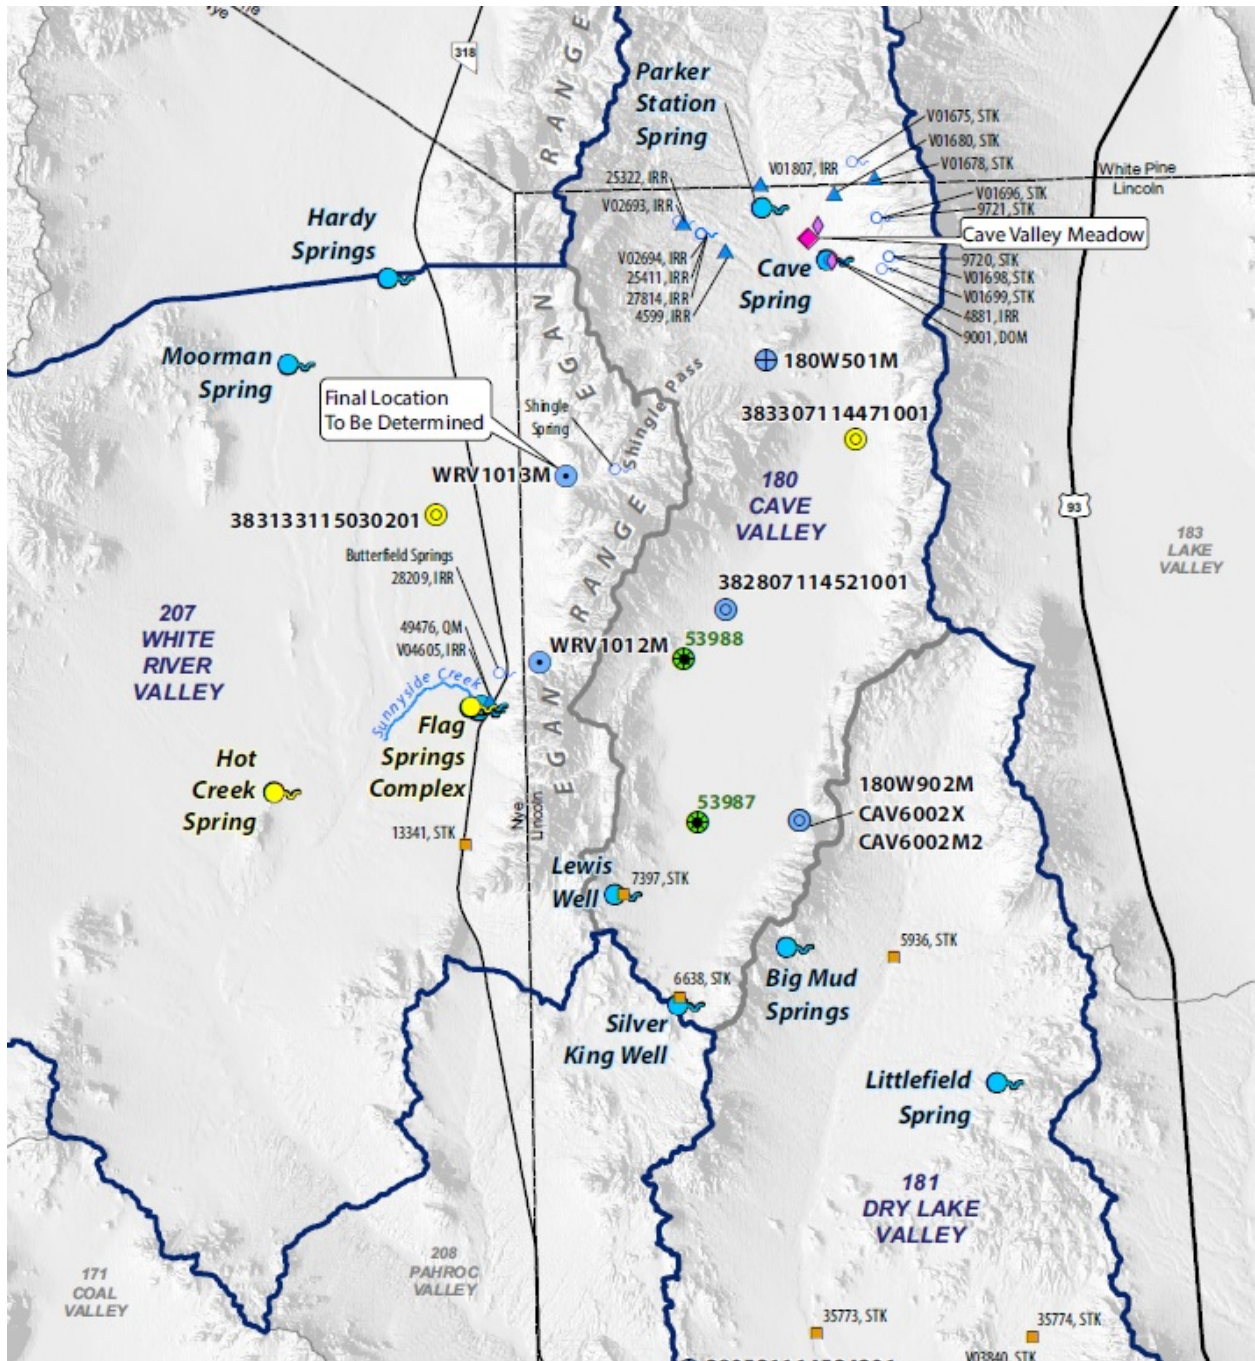 Nye
318
RANGE
Parker
Station
Spring
V01675, STK
V01680, STK
V01678, STK
White Pine
Lincoln
V01807, IRR
25322, IRR
V02693, IRR
V01696, STK
9721, STK
Cave Valley Meadow
Hardy
Springs
V02694, IRR
25411, IRR
27814, IRR
4599, IRR
Cave
Spring
9720, STK
V01698, STK
V01699, STK
4881, IRR
9001, DOM
EGAN
Moorman
Spring
180W501M
Final Location
To Be Determined
Shingle
Spring
Shingle Pass
383307114471001
WRV1013M
180
CAVE
VALLEY
93
383133115030201
183
LAKE
VALLEY
RANGE
Butterfield Springs
28209, IRR
382807114521001
207
WHITE
RIVER
VALLEY
49476, QM
V04605, IRR
WRV1012M
53988
Sunnyside Creek
Flag
Springs
Complex
EGAN
Hot
Creek
Spring
180W902M
CAV6002X
CAV6002M2
53987
Nye
Lincoln
13341, STK
Lewis
Well
7397, STK
5936, STK
Big Mud
Springs
6638, STK
Silver
King Well
Littlefield
Spring
181
DRY LAKE
VALLEY
208
PAHROC
VALLEY
171
COAL
VALLEY
35773, STK
35774, STK
V03840, STK